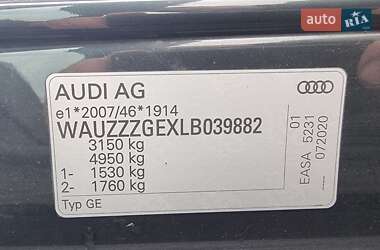 auto RIA
AUDI AG
e1*2007/46*1914
WAUZZZGEXLB039882
3150 kg
4950 kg
1- 1530 kg
2- 1760 kg
Typ GE
EASA 5231 01
072020